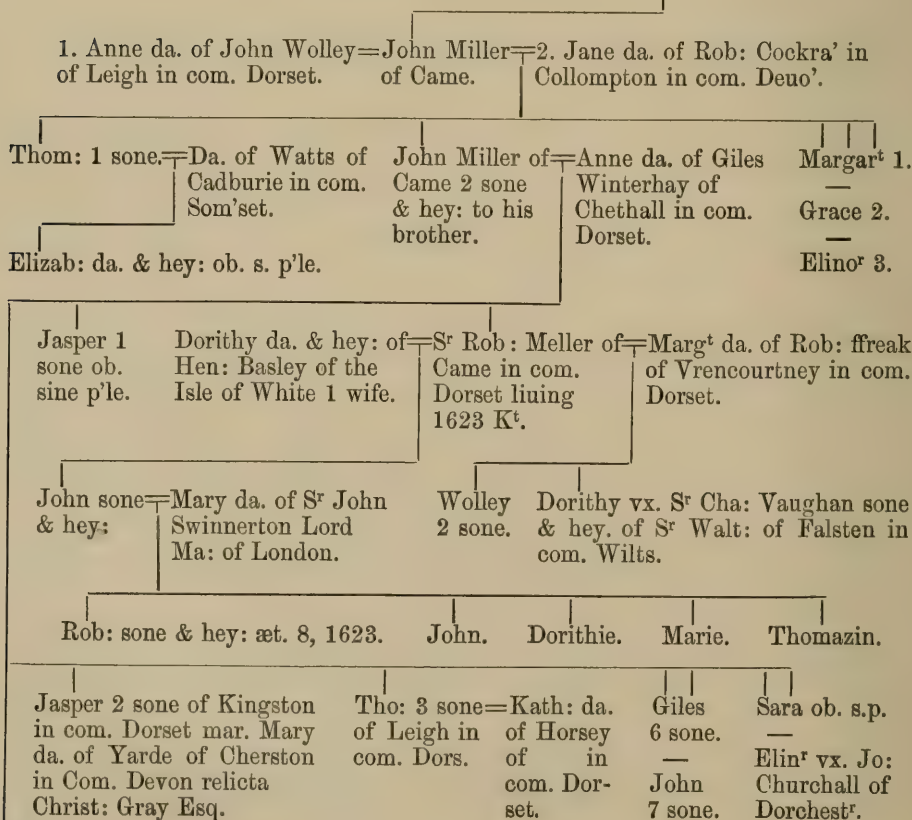 1. Anne da. of John Wolley=John Miller=2. Jane da. of Rob: Cockra' in
of Leigh in com. Dorset.
of Came.
Collompton in com. Deuo'.
Thom: 1 sone.=Da. of Watts of
Cadburie in com.
Som'set.
John Miller of=Anne da. of Giles
Came 2 sone
& hey: to his
brother.
Winterhay of
Chethall in com.
Dorset.
Margarᵗ 1.
—
Grace 2.
—
Elinoʳ 3.
Elizab: da. & hey: ob. s. p'le.
Jasper 1
sone ob.
sine p'le.
Dorithy da. & hey: of=Sʳ Rob: Meller of=Margᵗ da. of Rob: ffreak
Hen: Basley of the
Isle of White 1 wife.
Came in com.
Dorset liuing
1623 Kᵗ.
of Vrencourtney in com.
Dorset.
John sone=Mary da. of Sʳ John
& hey:
Swinnerton Lord
Ma: of London.
Wolley
2 sone.
Dorithy vx. Sʳ Cha: Vaughan sone
& hey. of Sʳ Walt: of Falsten in
com. Wilts.
Rob: sone & hey: æt. 8, 1623.
John.
Dorithie.
Marie.
Thomazin.
Jasper 2 sone of Kingston
in com. Dorset mar. Mary
da. of Yarde of Cherston
in Com. Devon relicta
Christ: Gray Esq.
Tho: 3 sone=Kath: da.
of Leigh in
com. Dors.
of Horsey
of in
com. Dor-
set.
Giles
6 sone.
—
John
7 sone.
Sara ob. s.p.
—
Elinʳ vx. Jo:
Churchall of
Dorchestʳ.